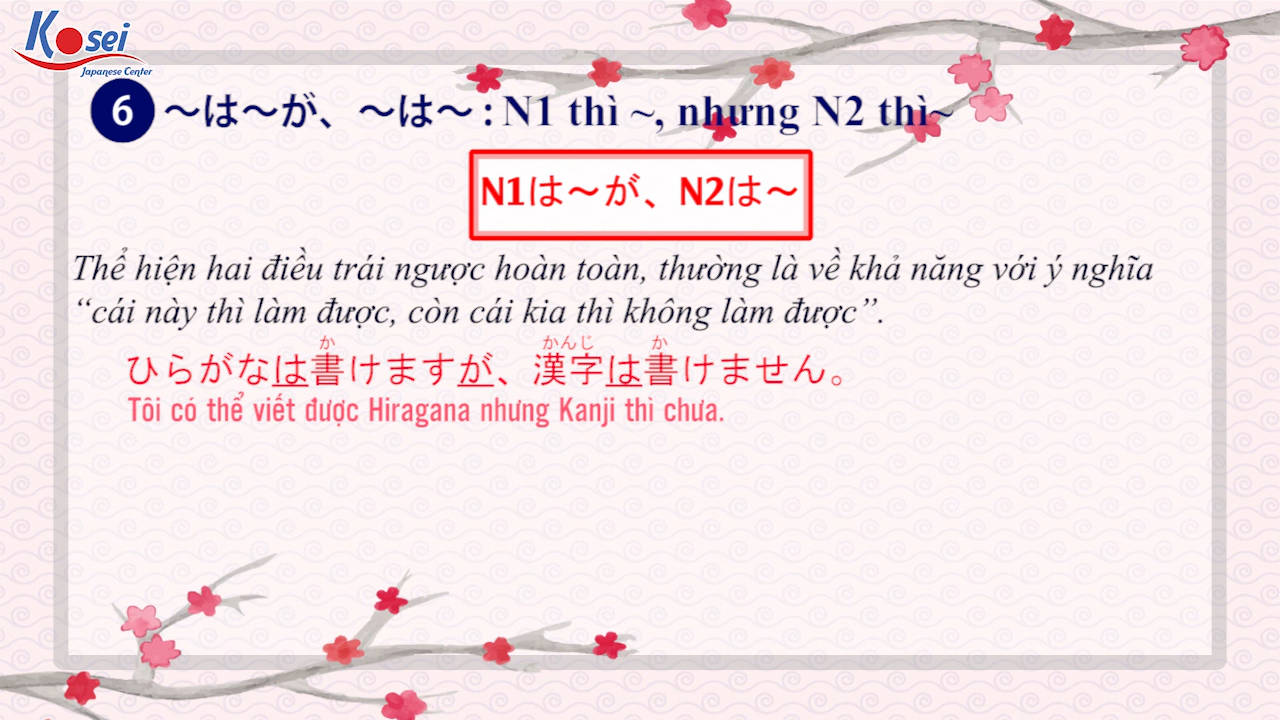 Kosei
Japanese Center
6 ～は～が、～は～ : N1 thì ~, nhưng N2 thì~
N1は～が、N2は～
Thể hiện hai điều trái ngược hoàn toàn, thường là về khả năng với ý nghĩa
“cái này thì làm được, còn cái kia thì không làm được”.
か かんじ か
ひらがなは書けますが、漢字は書けません。
Tôi có thể viết được Hiragana nhưng Kanji thì chưa.